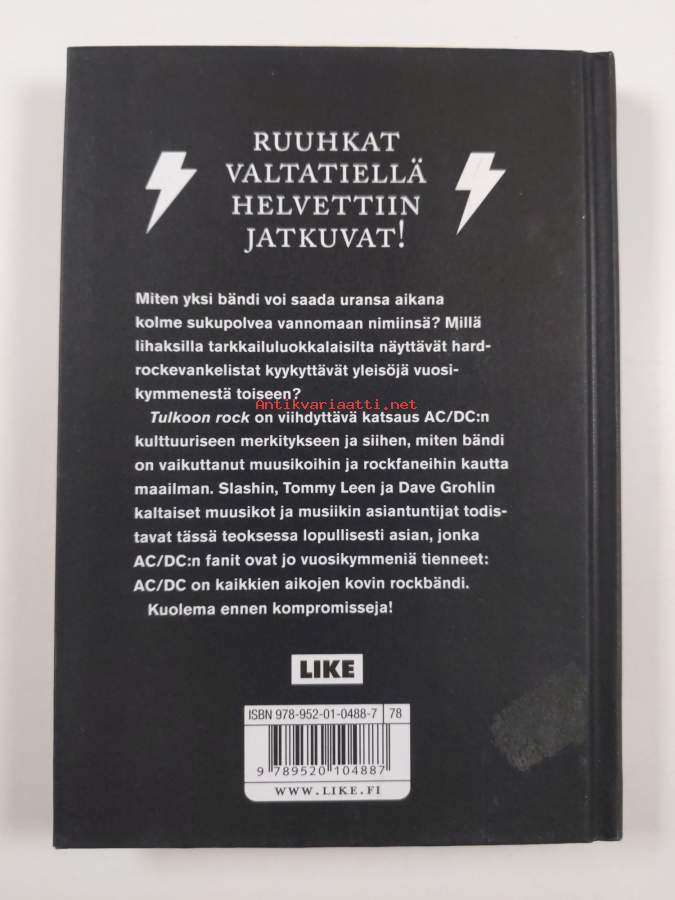 RUUHKAT
VALTATIELLÄ
HELVETTIIN
JATKUVAT!
Miten yksi bändi voi saada uransa aikana
kolme sukupolvea vannomaan nimiinsä? Millä
lihaksilla tarkkailuluokkalaisilta näyttävät hard-
rockevankelistat kyykyttävät yleisöjä vuosi-
kymmenestä toiseen?
Antikvariaatti.net
Tulkoon rock on viihdyttävä katsaus AC/DC:n
kulttuuriseen merkitykseen ja siihen, miten bändi
on vaikuttanut muusikoihin ja rockfaneihin kautta
maailman. Slashin, Tommy Leen ja Dave Grohlin
kaltaiset muusikot ja musiikin asiantuntijat todis-
tavat tässä teoksessa lopullisesti asian, jonka
AC/DC:n fanit ovat jo vuosikymmeniä tienneet:
AC/DC on kaikkien aikojen kovin rockbändi.
Kuolema ennen kompromisseja!
LIKE
ISBN 978-952-01-0488-7 78
9 789520 104887
WWW.LIKE.FI